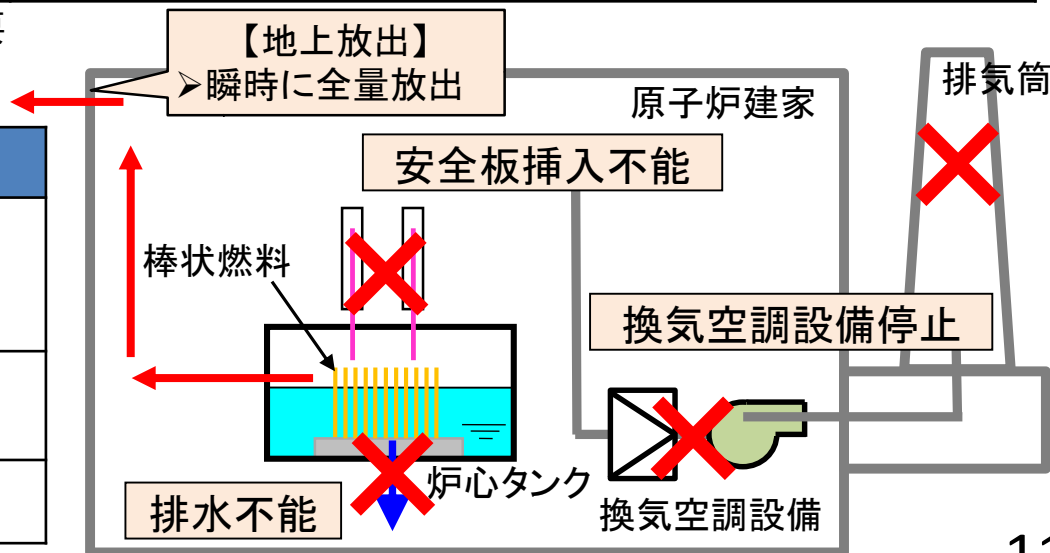 【地上放出】
➢瞬時に全量放出
原子炉建家
排気筒
安全板挿入不能
棒状燃料
換気空調設備停止
炉心タンク
排水不能
換気空調設備